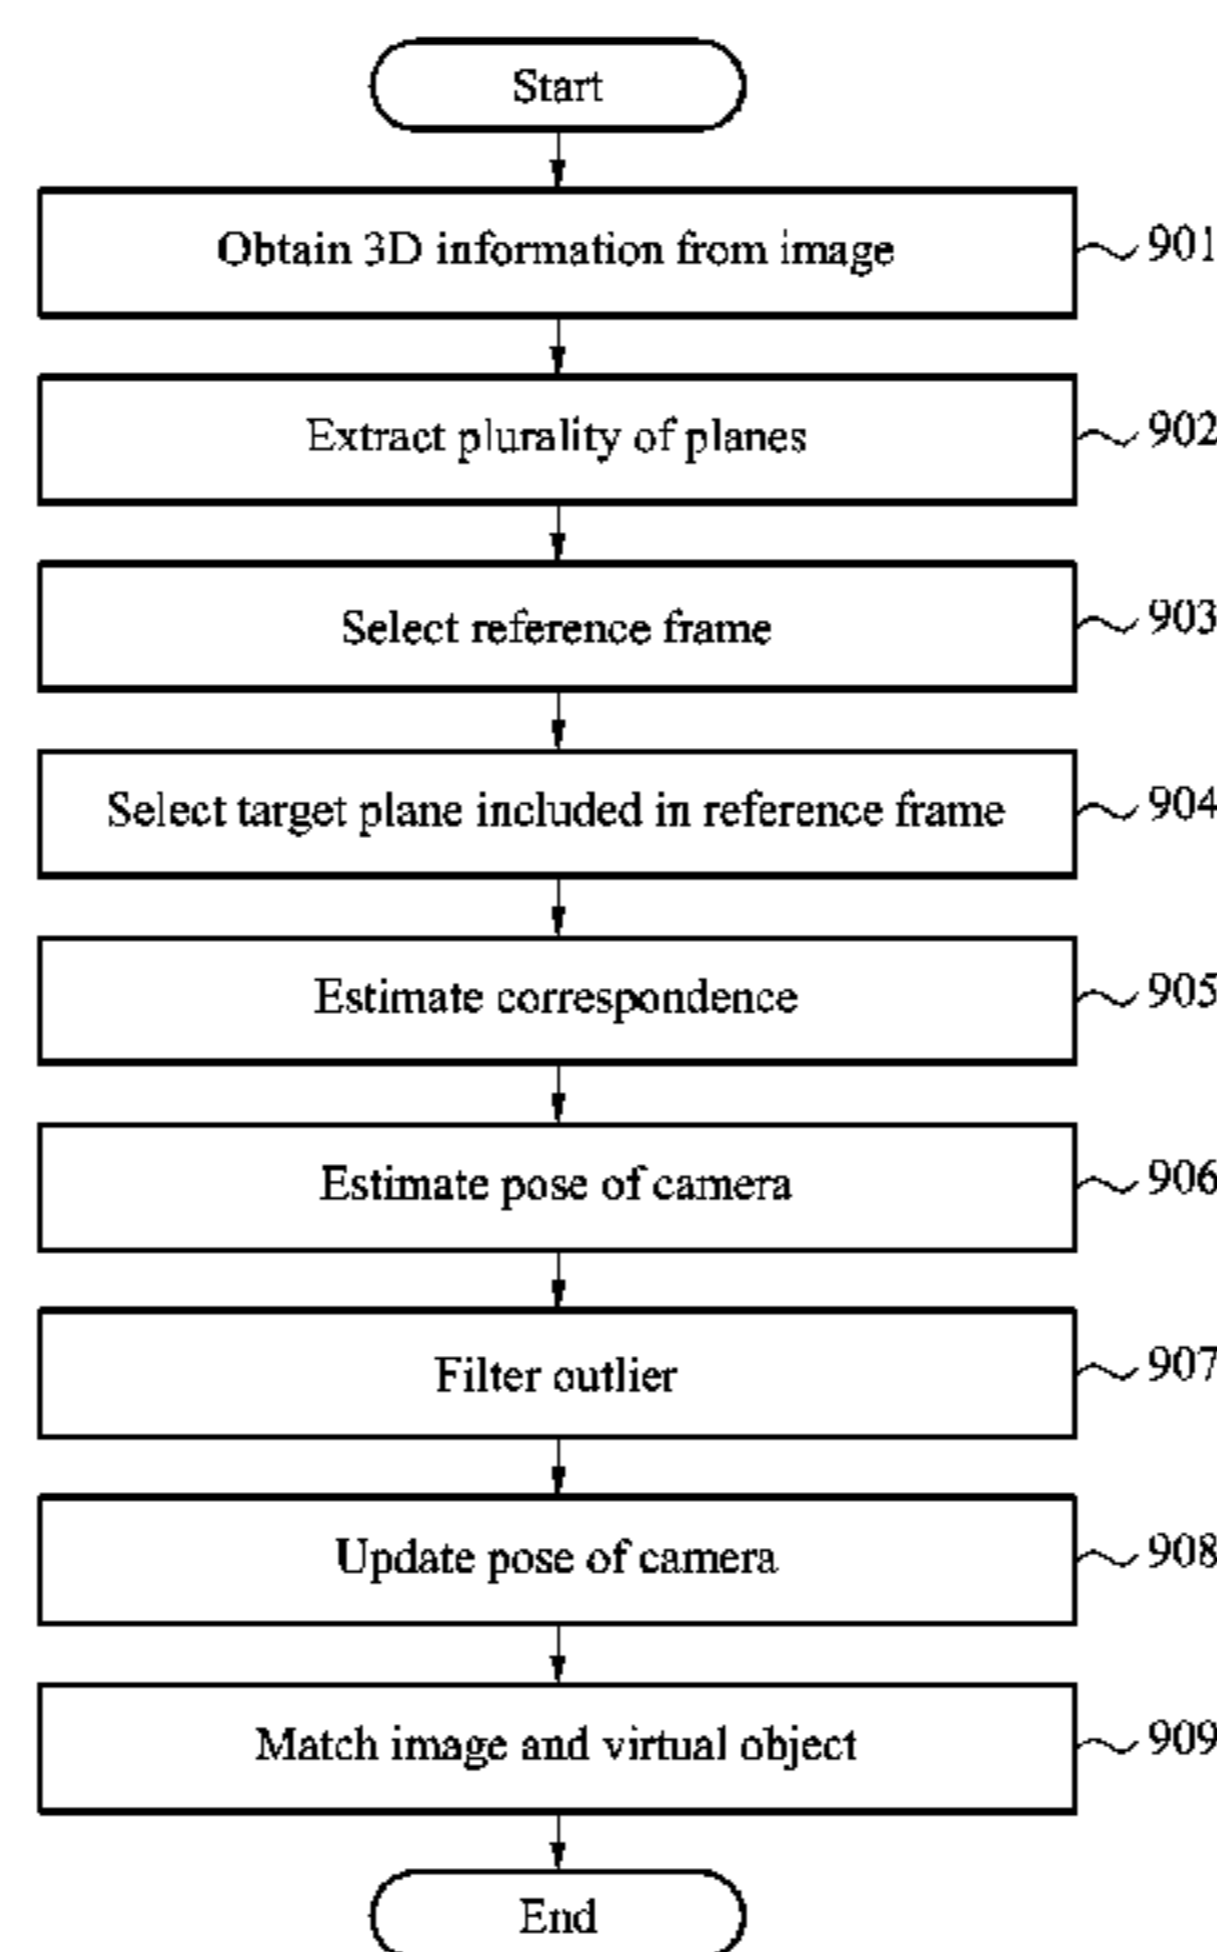 Start
Obtain 3D information from image
901
Extract plurality of planes
902
Select reference frame
903
Select target plane included in reference frame
904
Estimate correspondence
905
Estimate pose of camera
906
Filter outlier
907
Update pose of camera
908
Match image and virtual object
909
End